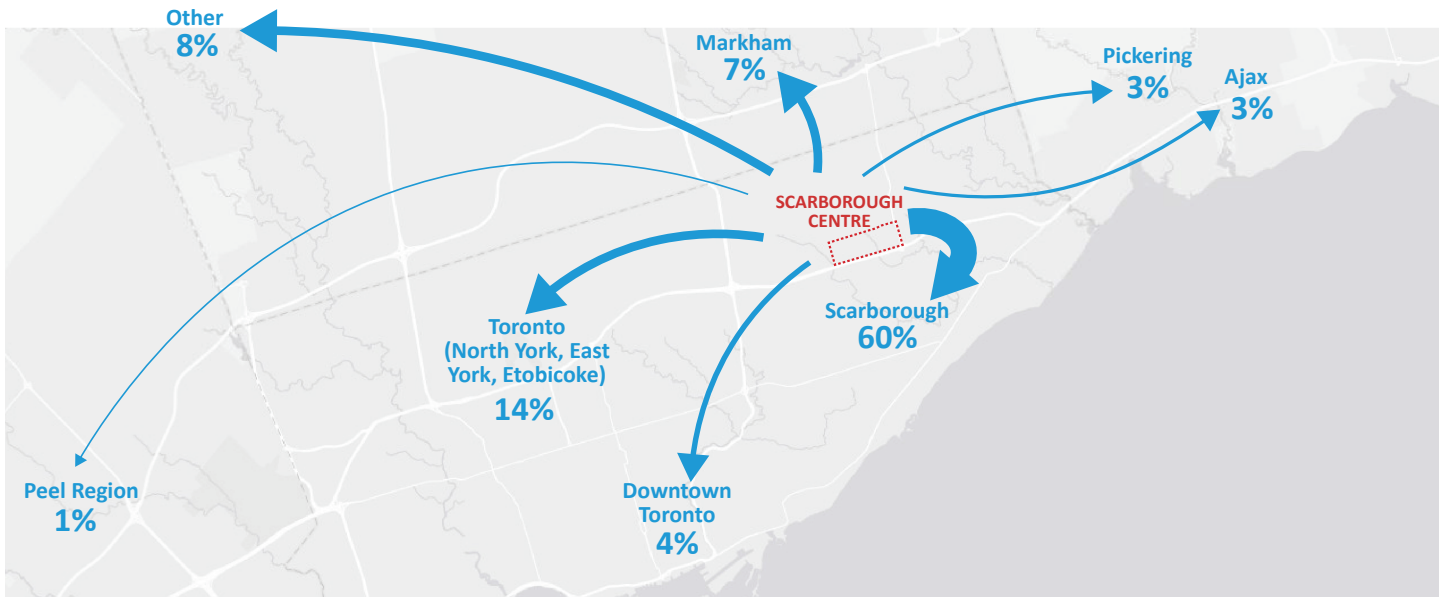 Other
8%
Markham
7%
Pickering
3%
Ajax
3%
SCARBOROUGH
CENTRE
Scarborough
60%
Toronto
(North York, East
York, Etobicoke)
14%
Peel Region
1%
Downtown
Toronto
4%